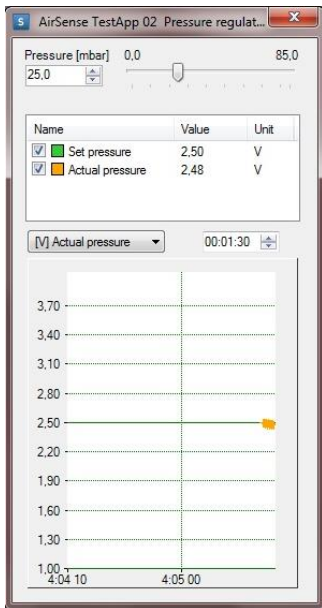 S AirSense TestApp 02 Pressure regulat... X
Pressure [mbar] 0,0 85,0
25,0
Name Value Unit
Set pressure 2,50 V
Actual pressure 2,48 V
[V] Actual pressure 00:01:30
3,70
3,40
3,10
2,80
2,50
2,20
1,90
1,60
1,30
1,00
4:04 10 4:05 00